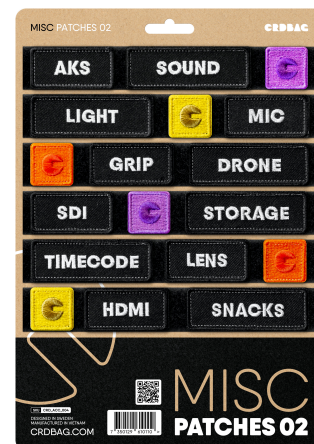 MISC PATCHES 02
CRDBAG
AKS SOUND
LIGHT MIC
GRIP DRONE
SDI STORAGE
TIMECODE LENS
HDMI SNACKS
CRD_ACC_004
DESIGNED IN SWEDEN
MANUFACTURED IN VIETNAM
CRDBAG.COM
MISC
PATCHES 02